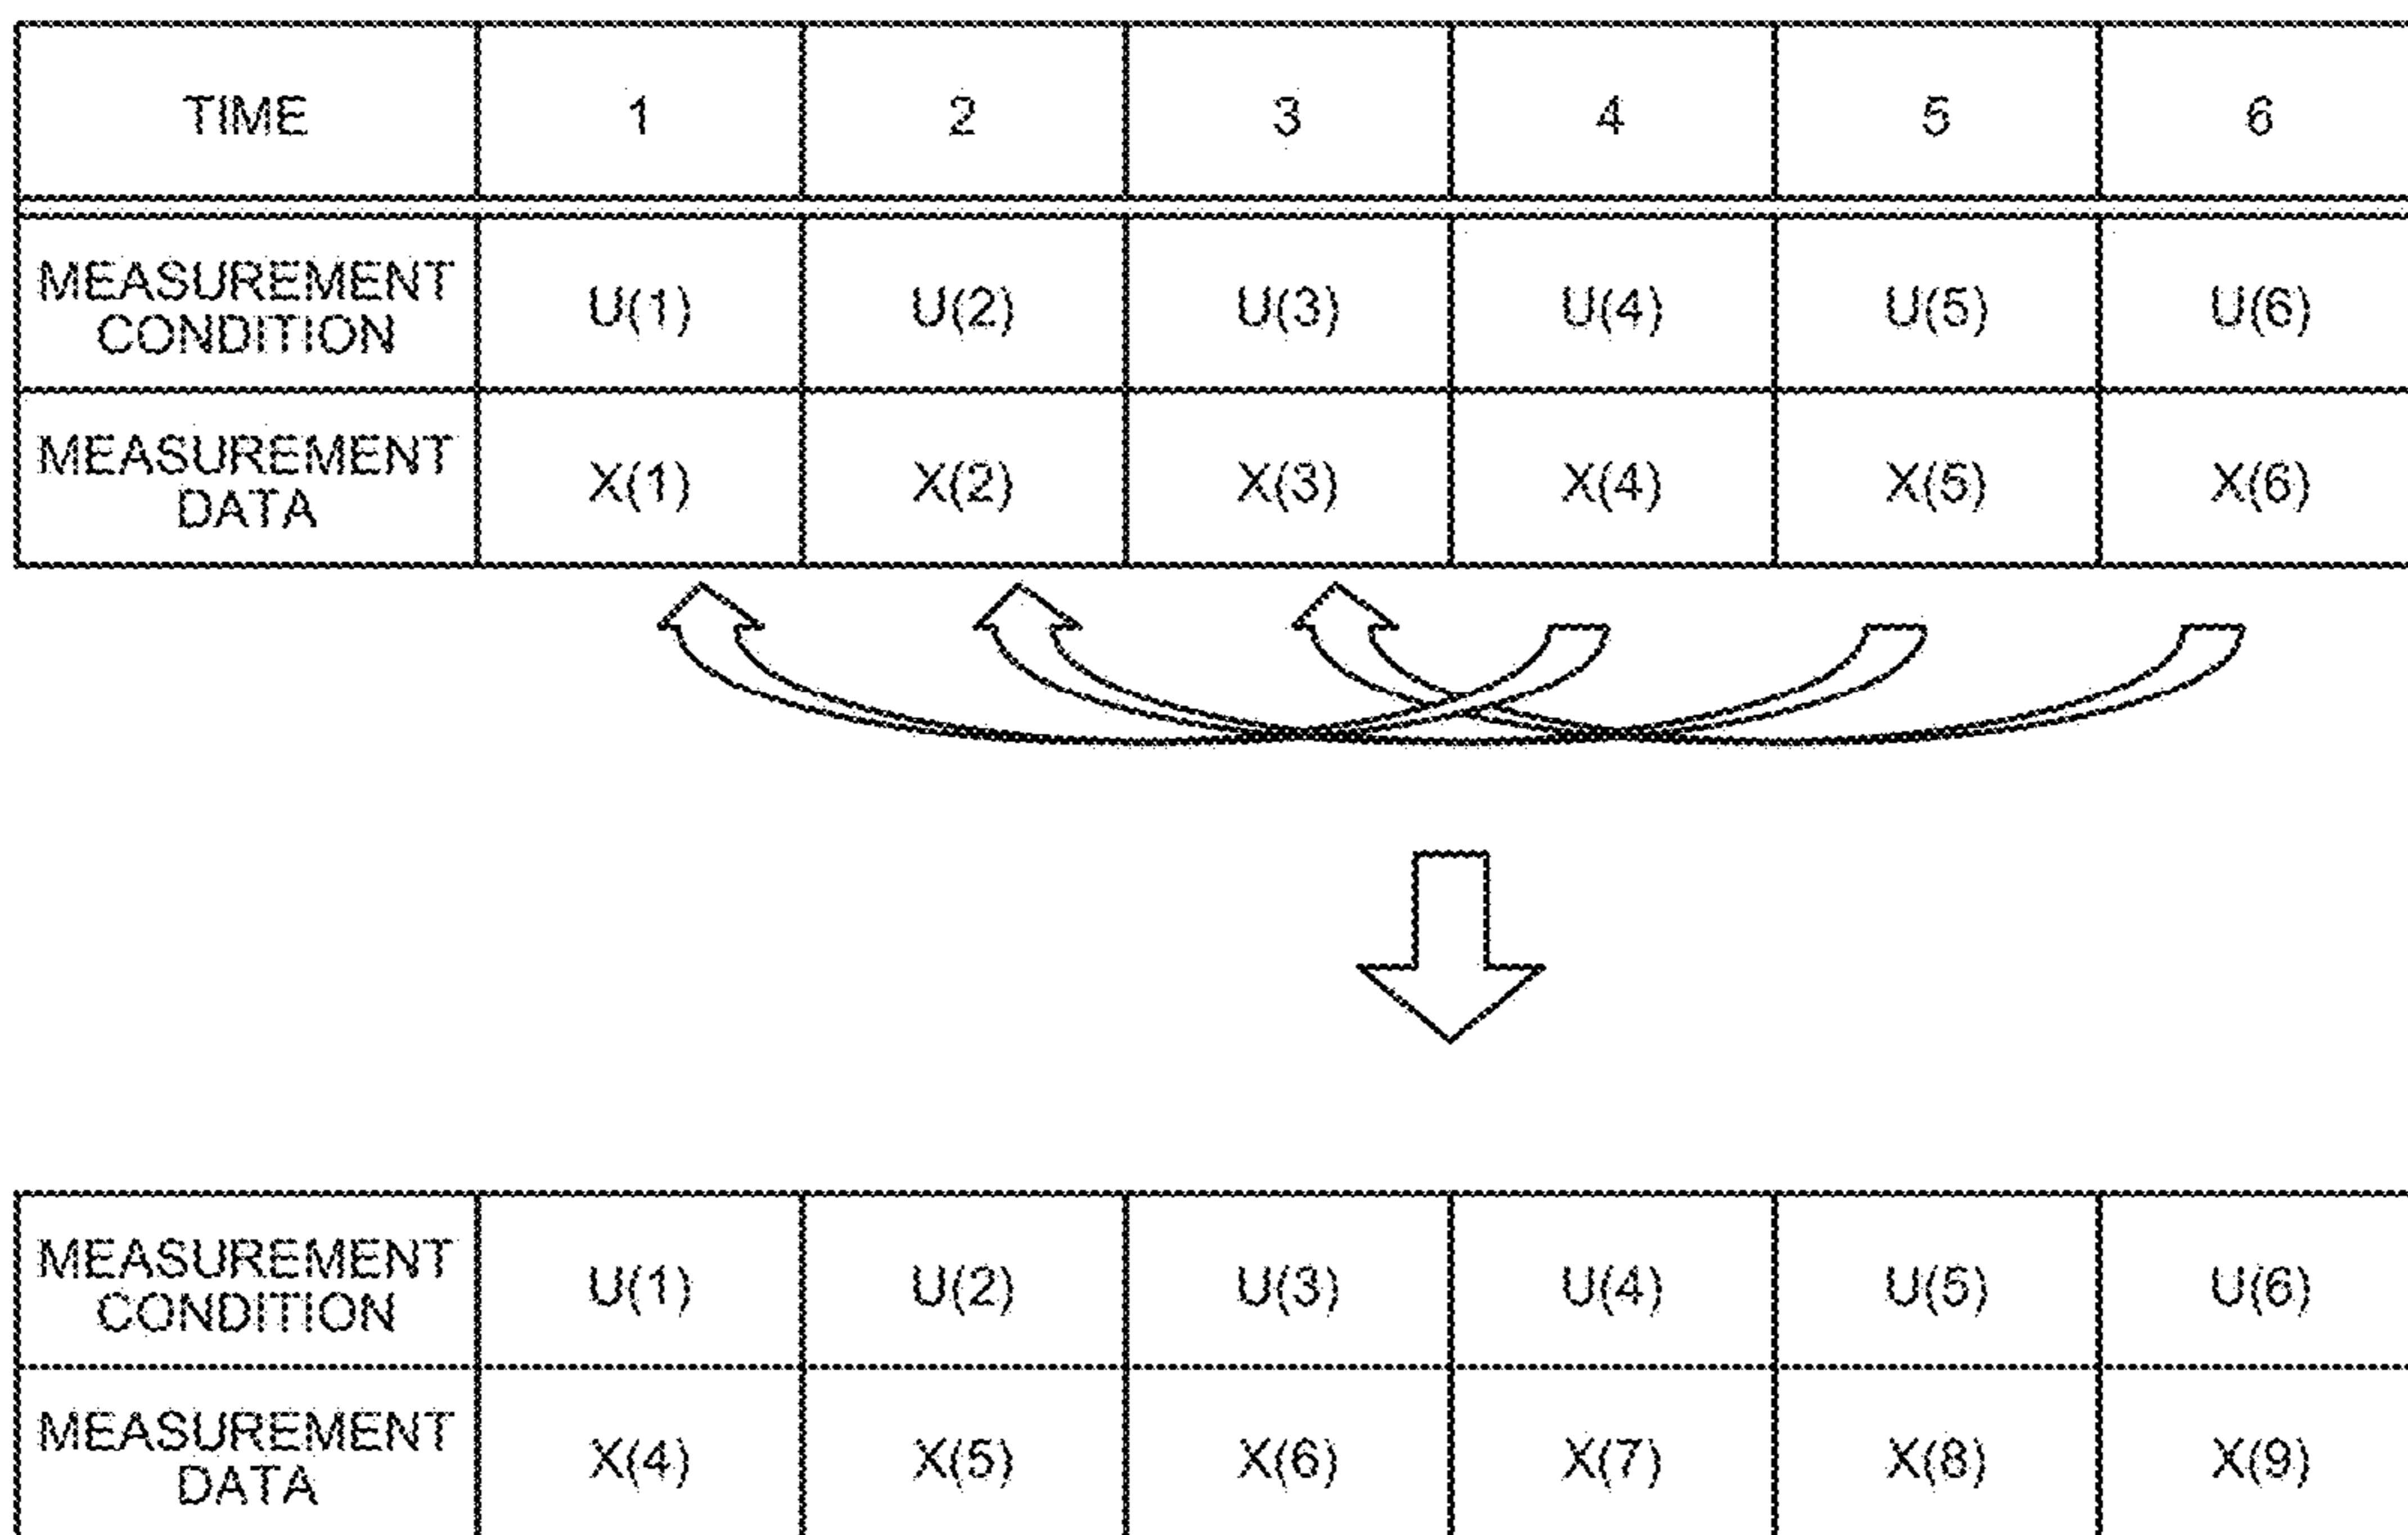 TIME 1 2 3 4 5 6
MEASUREMENT
CONDITION U(1) U(2) U(3) U(4) U(5) U(6)
MEASUREMENT
DATA X(1) X(2) X(3) X(4) X(5) X(6)
MEASUREMENT
CONDITION U(1) U(2) U(3) U(4) U(5) U(6)
MEASUREMENT
DATA X(4) X(5) X(6) X(7) X(8) X(9)